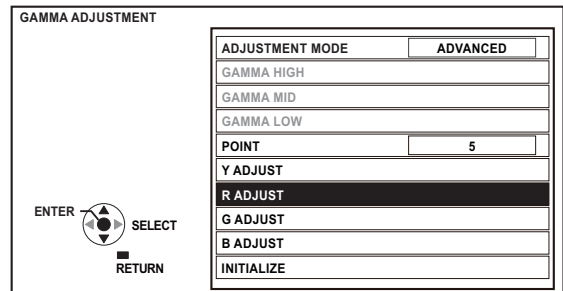 GAMMA ADJUSTMENT
ADJUSTMENT MODE ADVANCED
GAMMA HIGH
GAMMA MID
GAMMA LOW
POINT 5
Y ADJUST
R ADJUST
G ADJUST
B ADJUST
INITIALIZE
ENTER
SELECT
RETURN